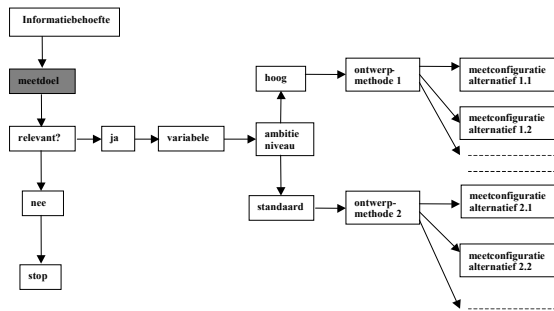 Informatiebehoefte
meetdoel
relevant?
ja
variabele
ambitie
niveau
hoog
ontwerp-
methode 1
meetconfiguratie
alternatief 1.1
meetconfiguratie
alternatief 1.2
standaard
ontwerp-
methode 2
meetconfiguratie
alternatief 2.1
meetconfiguratie
alternatief 2.2
nee
stop